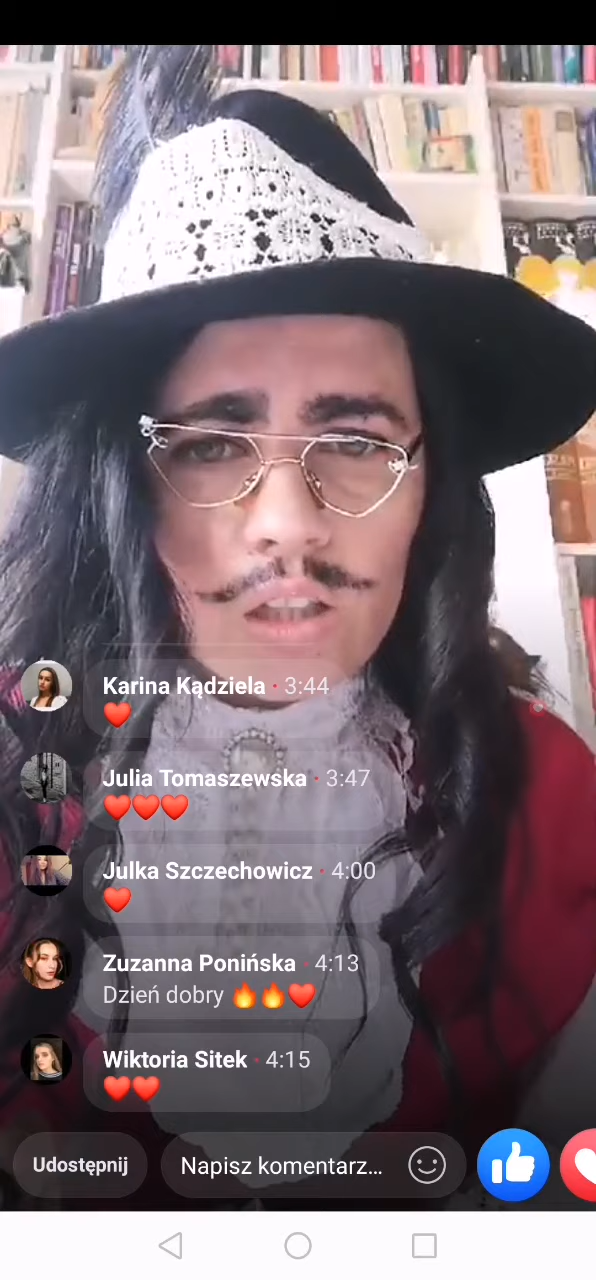 Karina Kądziela · 3:44
❤️
Julia Tomaszewska · 3:47
❤️❤️❤️
Julka Szczechowicz · 4:00
❤️
Zuzanna Ponińska · 4:13
Dzień dobry 🔥🔥❤️
Wiktoria Sitek · 4:15
❤️❤️
Udostępnij
Napisz komentarz...